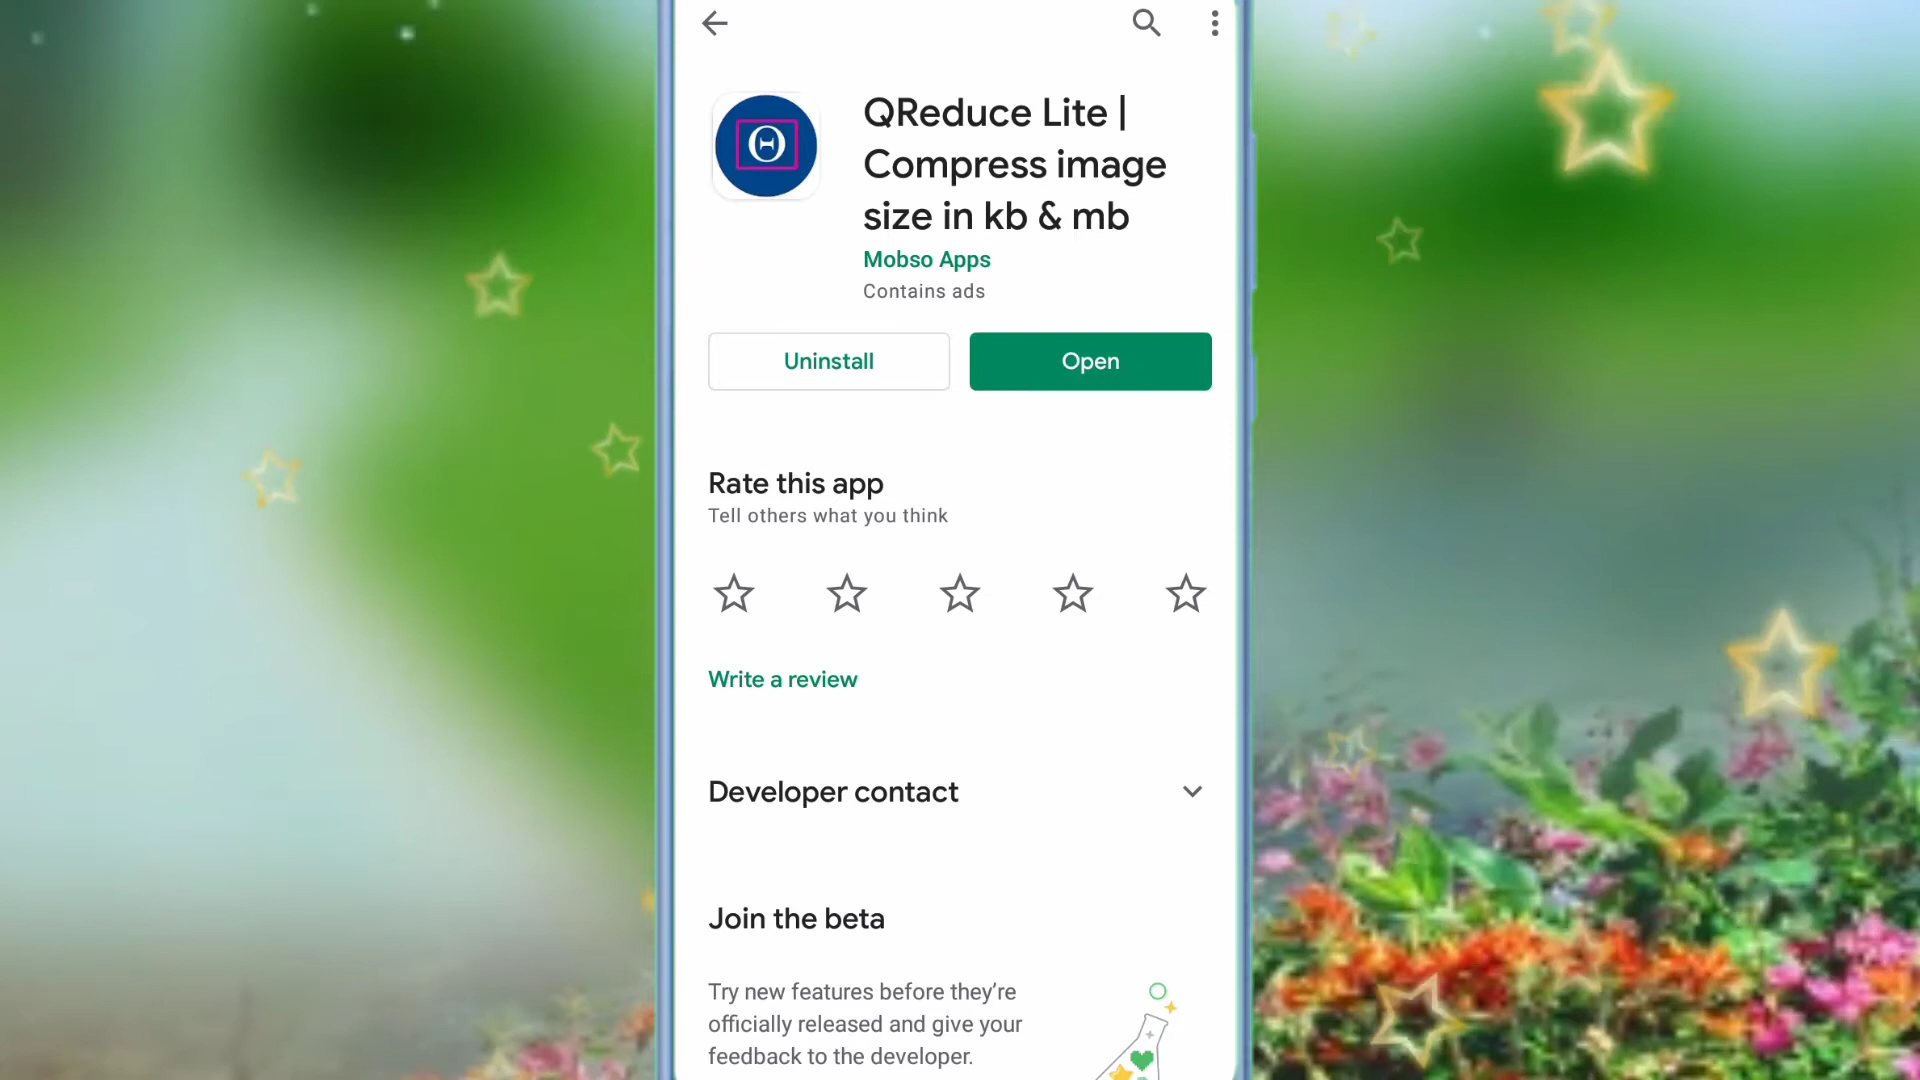 QReduce Lite |
Compress image
size in kb & mb
Mobso Apps
Contains ads
Uninstall
Open
Rate this app
Tell others what you think
Write a review
Developer contact
Join the beta
Try new features before they’re
officially released and give your
feedback to the developer.